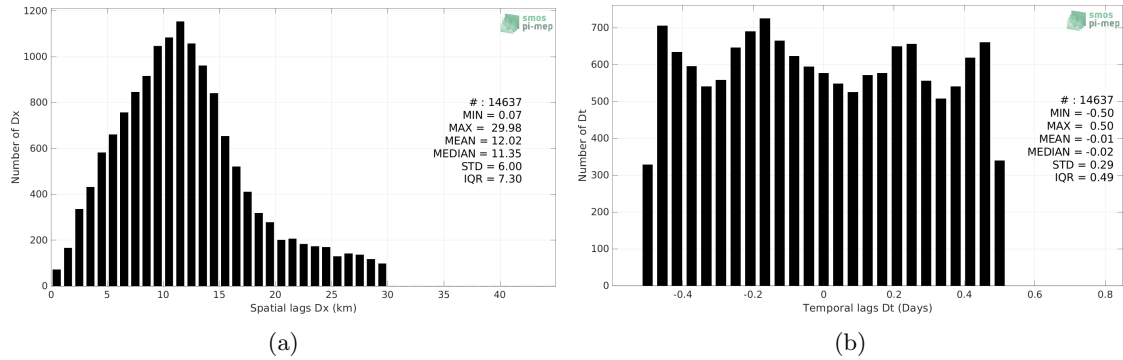 1200
1000
800
600
400
200
0
0 5 10 15 20 25 30 35 40
Number of Dx
Spatial lags Dx (km)
smos
pi-mep
# : 14637
MIN = 0.07
MAX = 29.98
MEAN = 12.02
MEDIAN = 11.35
STD = 6.00
IQR = 7.30
(a)
700
600
500
400
300
200
100
0
-0.4 -0.2 0 0.2 0.4 0.6 0.8
Number of Dt
Temporal lags Dt (Days)
smos
pi-mep
# : 14637
MIN = -0.50
MAX = 0.50
MEAN = -0.01
MEDIAN = -0.02
STD = 0.29
IQR = 0.49
(b)